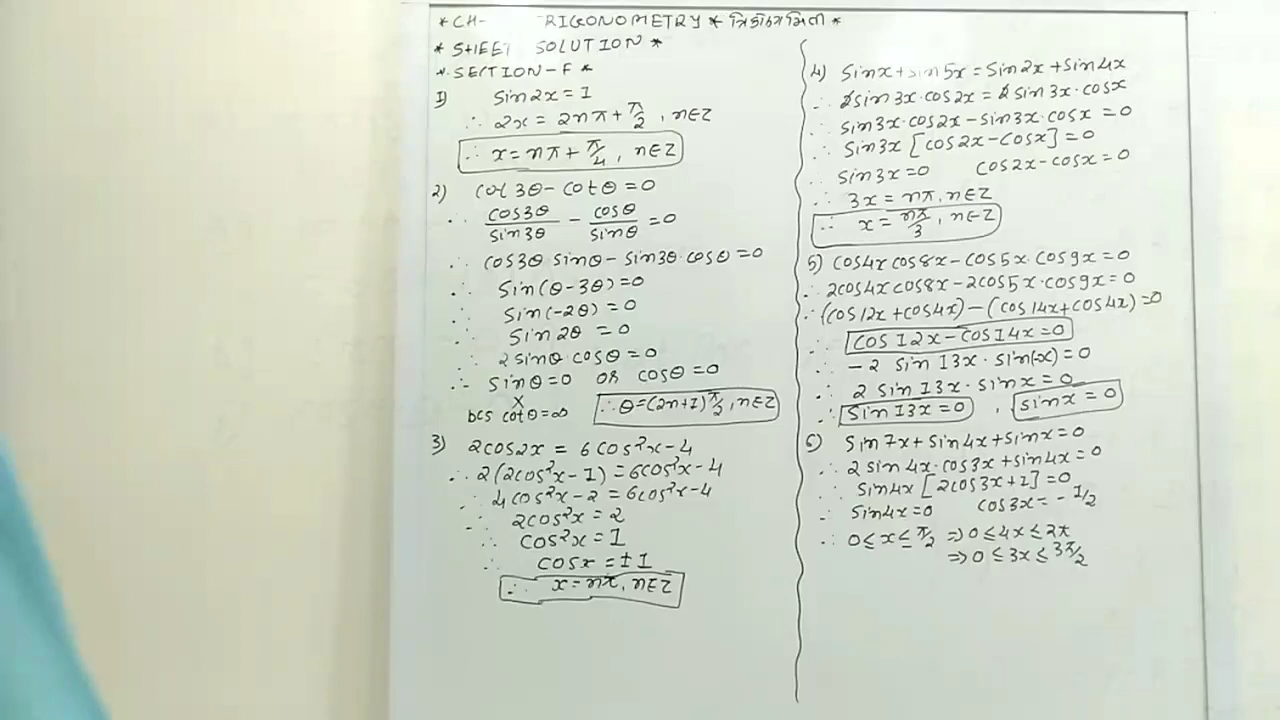 *CH- RIGONOMETRY * ત્રિકોણમિતી *
* SHEET SOLUTION *
* SECTION-F *
1) sin2x = 1
∴ 2x = 2nπ + π/2, n∈Z
∴ x = nπ + π/4, n∈Z
2) cot 3θ - cot θ = 0
∴ cos3θ/sin3θ - cosθ/sinθ = 0
∴ cos3θ·sinθ - sin3θ·cosθ = 0
∴ sin(θ-3θ) = 0
∴ sin(-2θ) = 0
∴ sin2θ = 0
∴ 2sinθ·cosθ = 0
∴ sinθ = 0 OR cosθ = 0
x
bcs cotθ = ∞ ∴ θ = (2n+1)π/2, n∈Z
3) 2cos2x = 6cos²x - 4
∴ 2(2cos²x - 1) = 6cos²x - 4
∴ 4cos²x - 2 = 6cos²x - 4
∴ 2cos²x = 2
∴ cos²x = 1
∴ cosx = ±1
∴ x = nπ, n∈Z
4) sinx + sin5x = sin2x + sin4x
∴ 2sin3x·cos2x = 2sin3x·cosx
∴ sin3x·cos2x - sin3x·cosx = 0
∴ sin3x [cos2x - cosx] = 0
∴ sin3x = 0 cos2x - cosx = 0
∴ 3x = nπ, n∈Z
∴ x = nπ/3, n∈Z
5) cos4x cos8x - cos5x·cos9x = 0
∴ 2cos4x cos8x - 2cos5x·cos9x = 0
∴ (cos12x + cos4x) - (cos14x + cos4x) = 0
∴ cos12x - cos14x = 0
∴ -2 sin13x·sin(-x) = 0
∴ 2 sin13x·sinx = 0
∴ sin13x = 0, sinx = 0
6) sin7x + sin4x + sinx = 0
∴ 2sin4x·cos3x + sin4x = 0
∴ sin4x [2cos3x + 1] = 0
∴ sin4x = 0 cos3x = -1/2
∴ 0 ≤ x ≤ π/2 ⇒ 0 ≤ 4x ≤ 2π
⇒ 0 ≤ 3x ≤ 3π/2